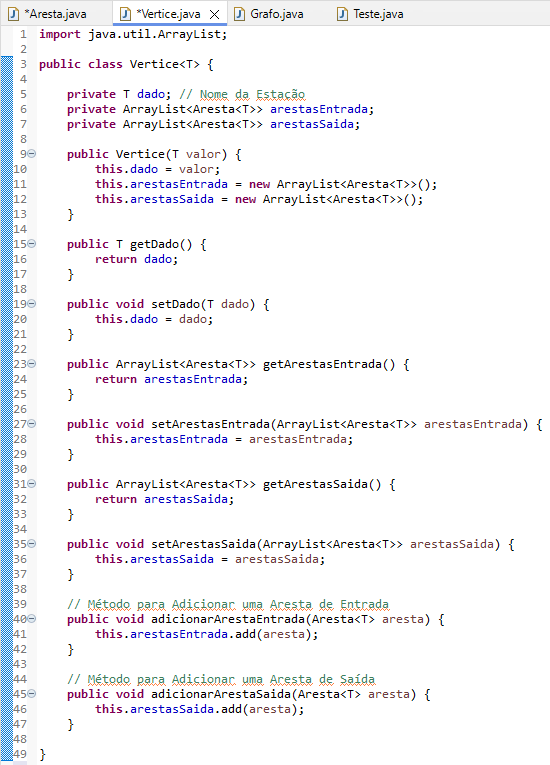 *Aresta.java *Vertice.java Grafo.java Teste.java
1 import java.util.ArrayList;
2
3 public class Vertice<T> {
4
5 private T dado; // Nome da Estação
6 private ArrayList<Aresta<T>> arestasEntrada;
7 private ArrayList<Aresta<T>> arestasSaida;
8
9 public Vertice(T valor) {
10 this.dado = valor;
11 this.arestasEntrada = new ArrayList<Aresta<T>>();
12 this.arestasSaida = new ArrayList<Aresta<T>>();
13 }
14
15 public T getDado() {
16 return dado;
17 }
18
19 public void setDado(T dado) {
20 this.dado = dado;
21 }
22
23 public ArrayList<Aresta<T>> getArestasEntrada() {
24 return arestasEntrada;
25 }
26
27 public void setArestasEntrada(ArrayList<Aresta<T>> arestasEntrada) {
28 this.arestasEntrada = arestasEntrada;
29 }
30
31 public ArrayList<Aresta<T>> getArestasSaida() {
32 return arestasSaida;
33 }
34
35 public void setArestasSaida(ArrayList<Aresta<T>> arestasSaida) {
36 this.arestasSaida = arestasSaida;
37 }
38
39 // Método para Adicionar uma Aresta de Entrada
40 public void adicionarArestaEntrada(Aresta<T> aresta) {
41 this.arestasEntrada.add(aresta);
42 }
43
44 // Método para Adicionar uma Aresta de Saída
45 public void adicionarArestaSaida(Aresta<T> aresta) {
46 this.arestasSaida.add(aresta);
47 }
48
49 }